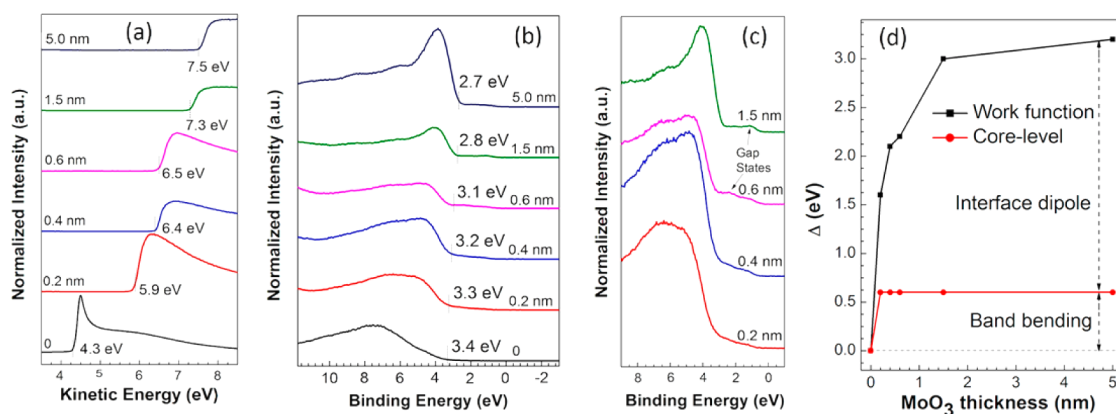 (a)
5.0 nm
7.5 eV
1.5 nm
7.3 eV
0.6 nm
6.5 eV
0.4 nm
6.4 eV
0.2 nm
5.9 eV
0
4.3 eV
4 5 6 7 8
Kinetic Energy (eV)
Normalized Intensity (a.u.)
(b)
2.7 eV
5.0 nm
2.8 eV
1.5 nm
3.1 eV
0.6 nm
3.2 eV
0.4 nm
3.3 eV
0.2 nm
3.4 eV
0
10 8 6 4 2 0 -2
Binding Energy (eV)
Normalized Intensity (a.u.)
(c)
1.5 nm
Gap
States
0.6 nm
0.4 nm
0.2 nm
8 4 0
Binding Energy (eV)
Normalized Intensity (a.u.)
(d)
3.0
2.5
2.0
1.5
1.0
0.5
0.0
Δ (eV)
Work function
Core-level
Interface dipole
Band bending
0 1 2 3 4 5
MoO₃ thickness (nm)